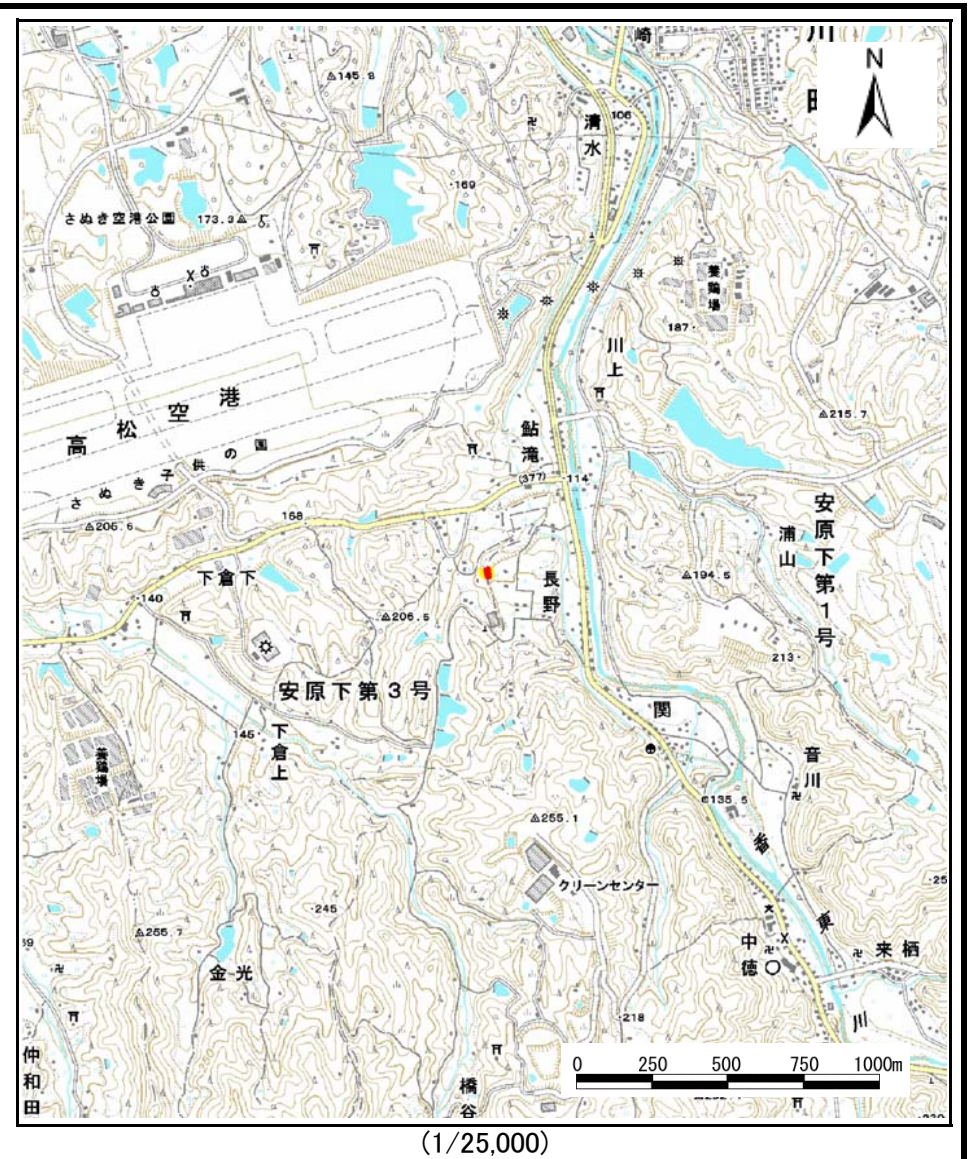 崎
川
町
N
△145.8
106
清水
・169
さぬき空港公園
173.3△
養鶏場
187・
川上
△215.7
高松空港
鮎滝
さぬき子供の国
(377)
・114
△206.6
168
安原下第1号
浦山
下倉下
長野
△194.5
・140
△206.5
213・
安原下第3号
関
145・
下倉上
音川
養鶏場
135.5
△255.1
香東川
クリーンセンター
・245
△255.7
中徳
来栖
金光
・218
仲和田
橋谷
0 250 500 750 1000m
(1/25,000)